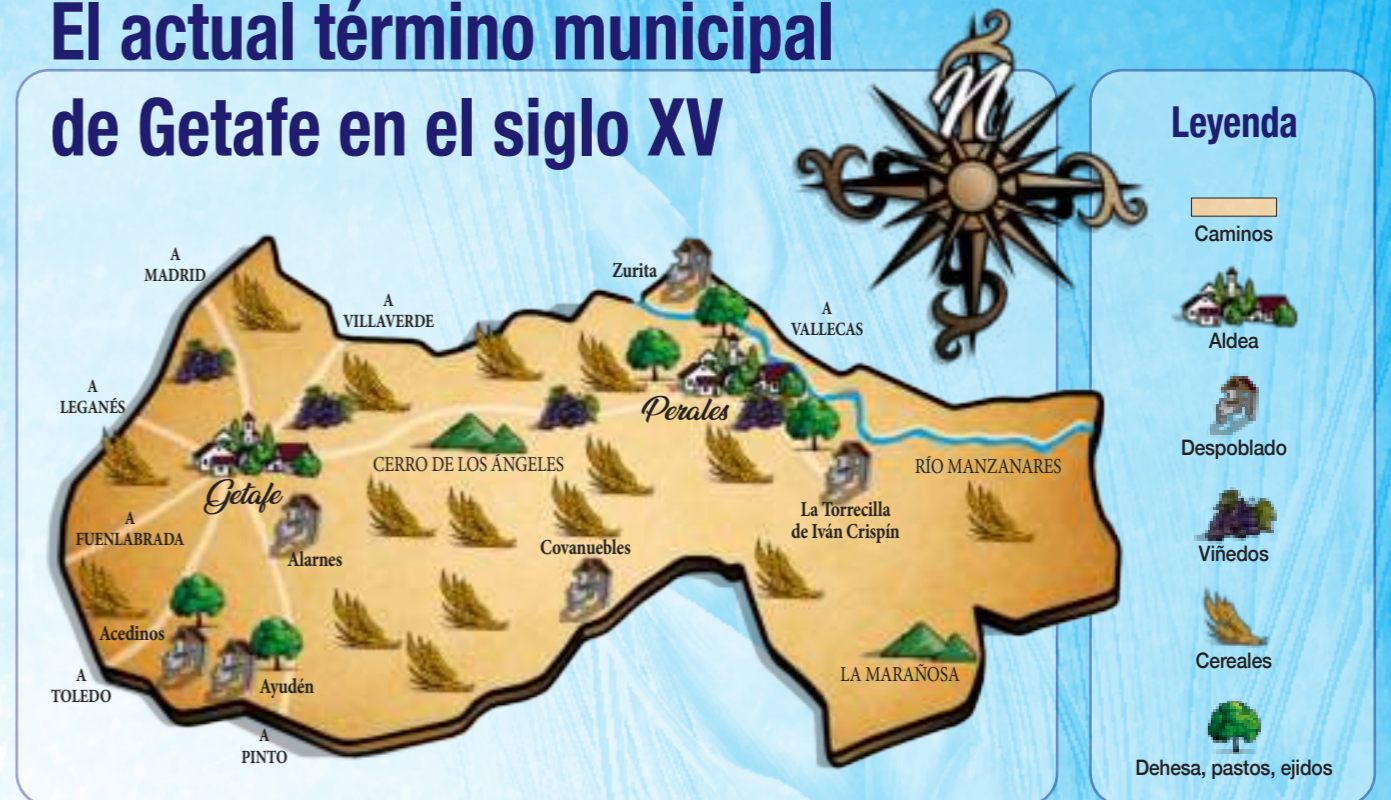 El actual término municipal
de Getafe en el siglo XV
N
Leyenda
Caminos
Aldea
Despoblado
Viñedos
Cereales
Dehesa, pastos, ejidos
A
MADRID
A
VILLAVERDE
Zurita
A
VALLECAS
A
LEGANÉS
Perales
CERRO DE LOS ÁNGELES
RÍO MANZANARES
Getafe
La Torrecilla
de Iván Crispín
A
FUENLABRADA
Alarnes
Covanuebles
Acedinos
Ayudén
LA MARAÑOSA
A
TOLEDO
A
PINTO